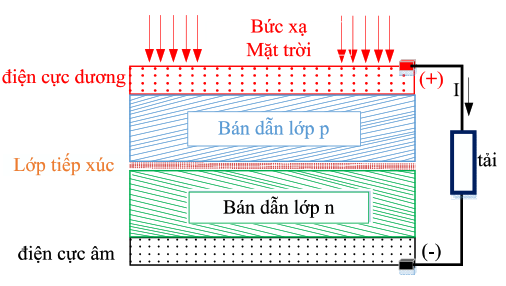 Bức xạ
Mặt trời
điện cực dương
(+)
I
Bán dẫn lớp p
Lớp tiếp xúc
tải
Bán dẫn lớp n
điện cực âm
(-)